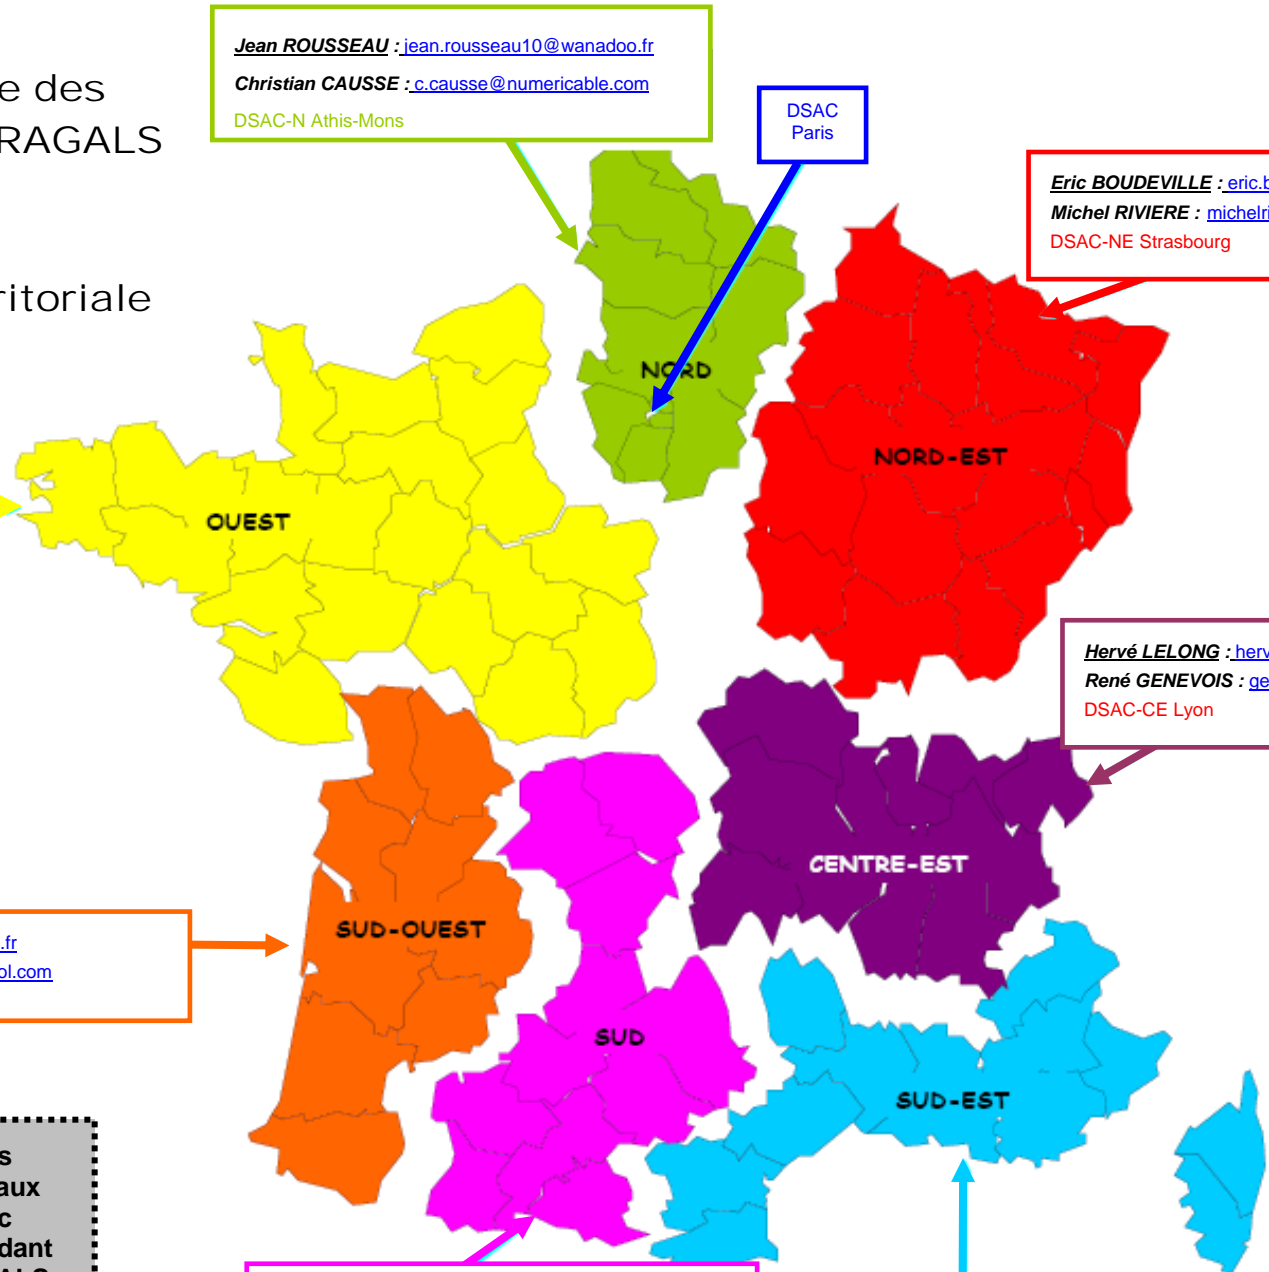 e des
RAGALS
ritoriale
Jean ROUSSEAU : jean.rousseau10@wanadoo.fr
Christian CAUSSE : c.causse@numericable.com
DSAC-N Athis-Mons
DSAC
Paris
Eric BOUDEVILLE : eric.b
Michel RIVIERE : michelri
DSAC-NE Strasbourg
NORD
NORD-EST
OUEST
Hervé LELONG : herv
René GENEVOIS : ge
DSAC-CE Lyon
CENTRE-EST
SUD-OUEST
.fr
ol.com
SUD
SUD-EST
s
aux
c
dant
ALS